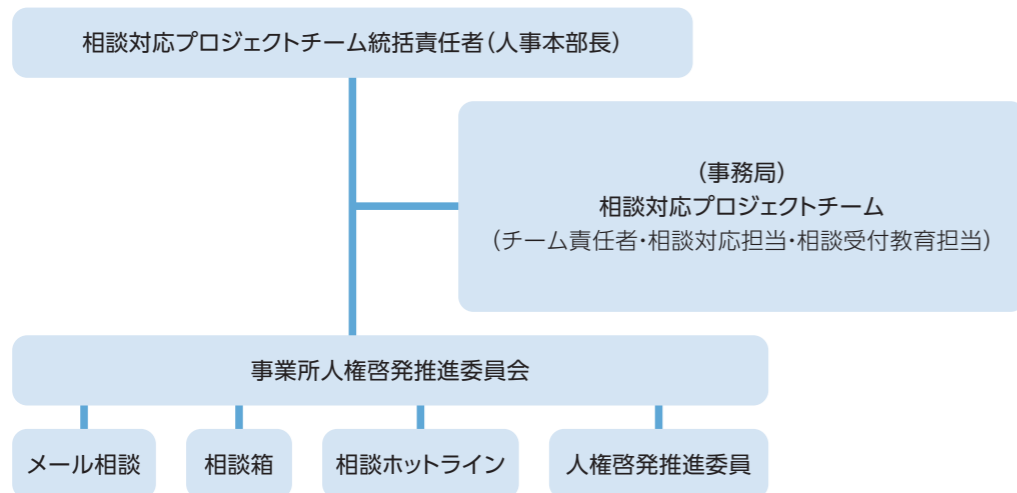 相談対応プロジェクトチーム統括責任者(人事本部長)
(事務局)
相談対応プロジェクトチーム
(チーム責任者・相談対応担当・相談受付教育担当)
事業所人権啓発推進委員会
メール相談
相談箱
相談ホットライン
人権啓発推進委員